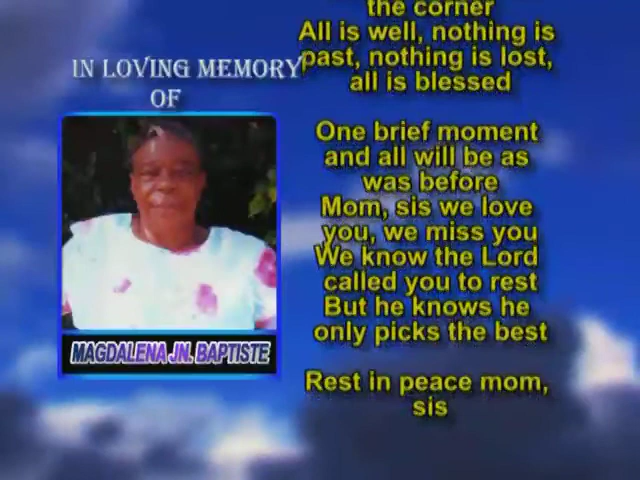 IN LOVING MEMORY
OF
MAGDALENA JN. BAPTISTE
the corner
All is well, nothing is
past, nothing is lost,
all is blessed
One brief moment
and all will be as
was before
Mom, sis we love
you, we miss you
We know the Lord
called you to rest
But he knows he
only picks the best
Rest in peace mom,
sis